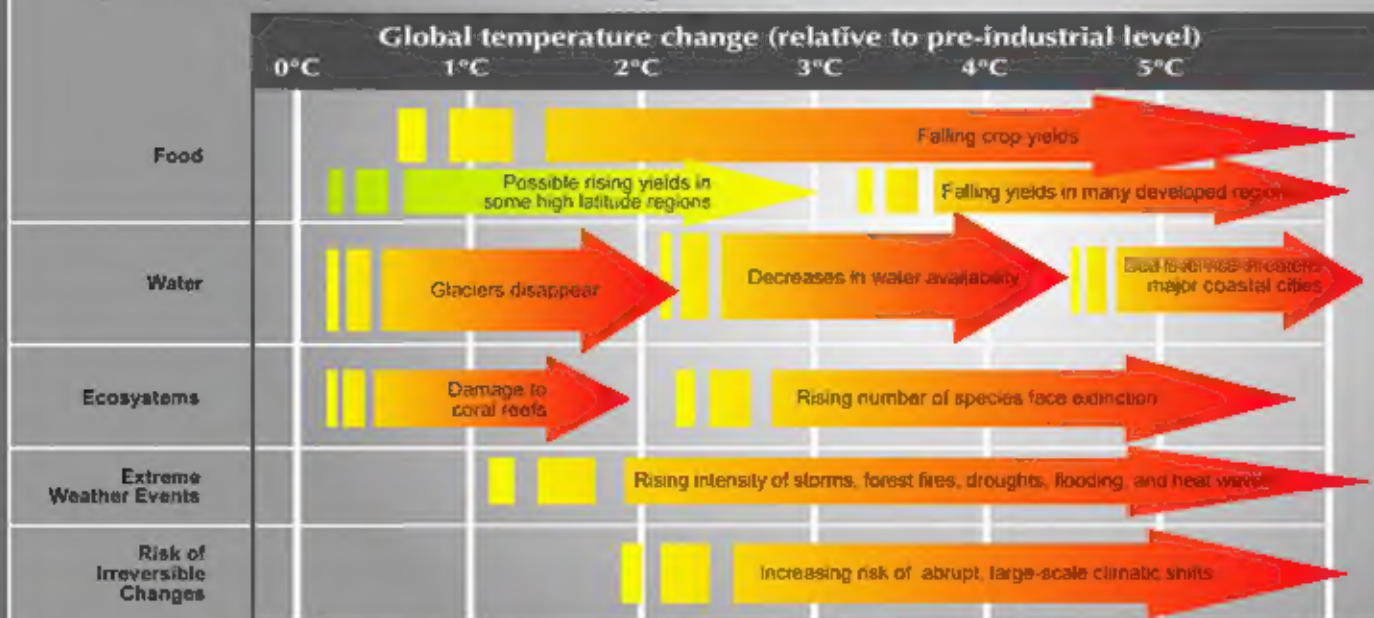 Global temperature change (relative to pre-industrial level)
0°C 1°C 2°C 3°C 4°C 5°C
Food
Falling crop yields
Possible rising yields in
some high latitude regions
Falling yields in many developed region
Water
Glaciers disappear
Decreases in water availability
major coastal cities
Ecosystems
Damage to
coral reefs
Rising number of species face extinction
Extreme
Weather Events
Rising intensity of storms, forest fires, droughts, flooding, and heat waves
Risk of
Irreversible
Changes
Increasing risk of abrupt, large-scale climatic shifts